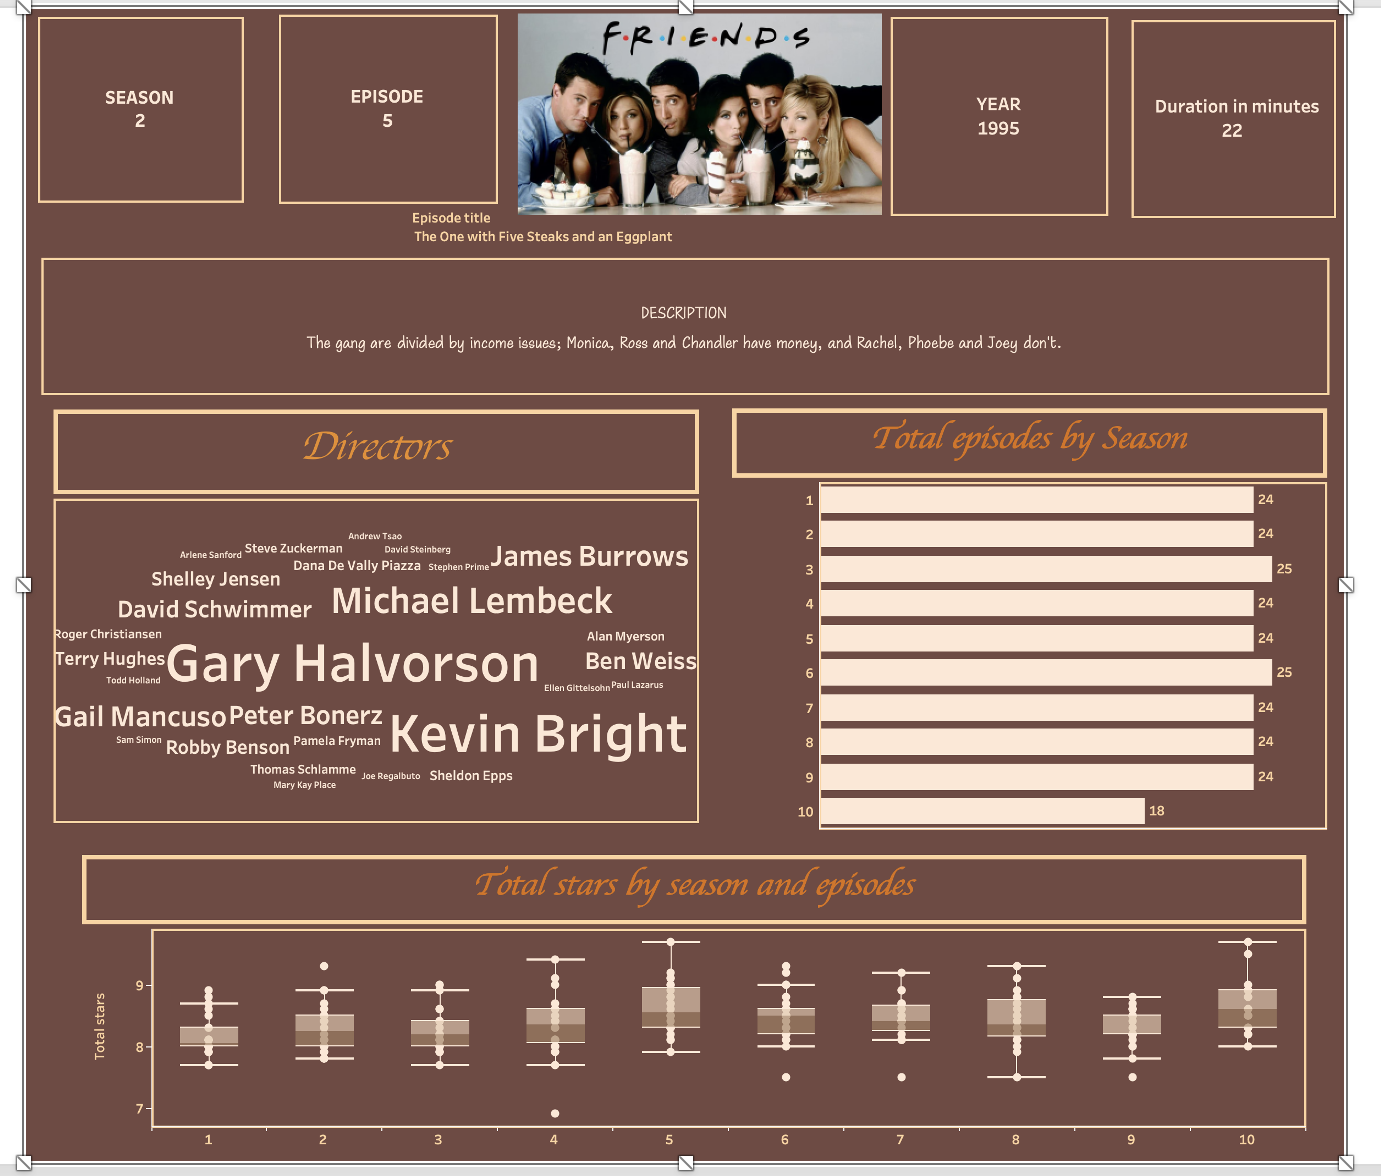 SEASON
2
EPISODE
5
F·R·I·E·N·D·S
YEAR
1995
Duration in minutes
22
Episode title
The One with Five Steaks and an Eggplant
DESCRIPTION
The gang are divided by income issues; Monica, Ross and Chandler have money, and Rachel, Phoebe and Joey don't.
Directors
Andrew Tsao
Arlene Sanford
Steve Zuckerman
David Steinberg
James Burrows
Dana De Vally Piazza
Stephen Prime
Shelley Jensen
David Schwimmer
Michael Lembeck
Roger Christiansen
Alan Myerson
Terry Hughes
Gary Halvorson
Ben Weiss
Todd Holland
Ellen Gittelsohn
Paul Lazarus
Gail Mancuso
Peter Bonerz
Kevin Bright
Sam Simon
Robby Benson
Pamela Fryman
Thomas Schlamme
Joe Regalbuto
Sheldon Epps
Mary Kay Place
Total episodes by Season
1 24
2 24
3 25
4 24
5 24
6 25
7 24
8 24
9 24
10 18
Total stars by season and episodes
Total stars
9
8
7
1 2 3 4 5 6 7 8 9 10